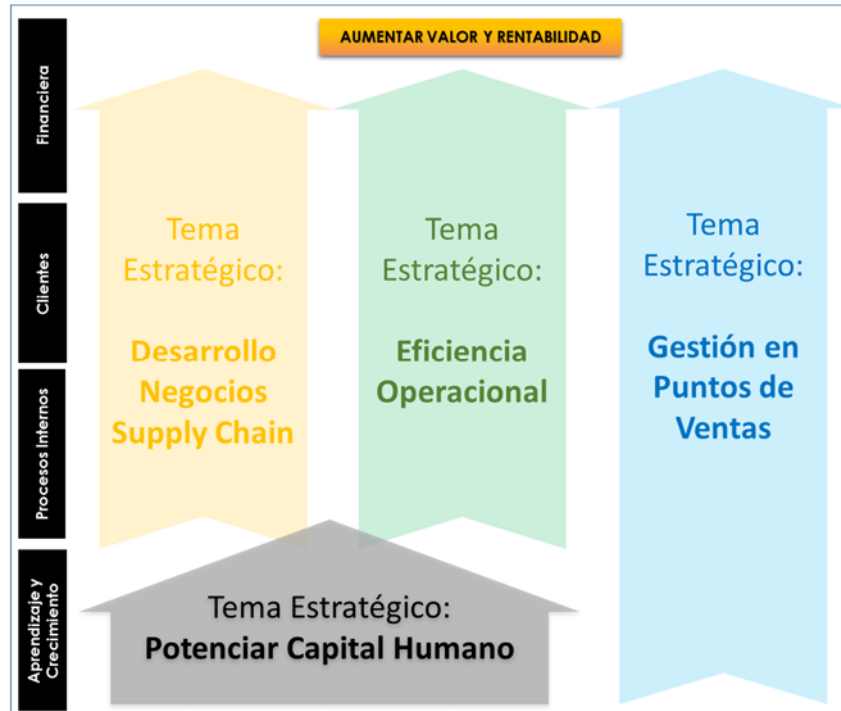 AUMENTAR VALOR Y RENTABILIDAD
Financiera
Clientes
Procesos Internos
Aprendizaje y
Crecimiento
Tema
Estratégico:
Desarrollo
Negocios
Supply Chain
Tema
Estratégico:
Eficiencia
Operacional
Tema
Estratégico:
Gestión en
Puntos de
Ventas
Tema Estratégico:
Potenciar Capital Humano